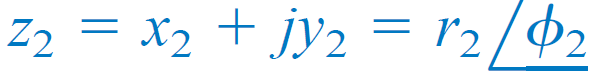 z₂ = x₂ + jy₂ = r₂∠ϕ₂